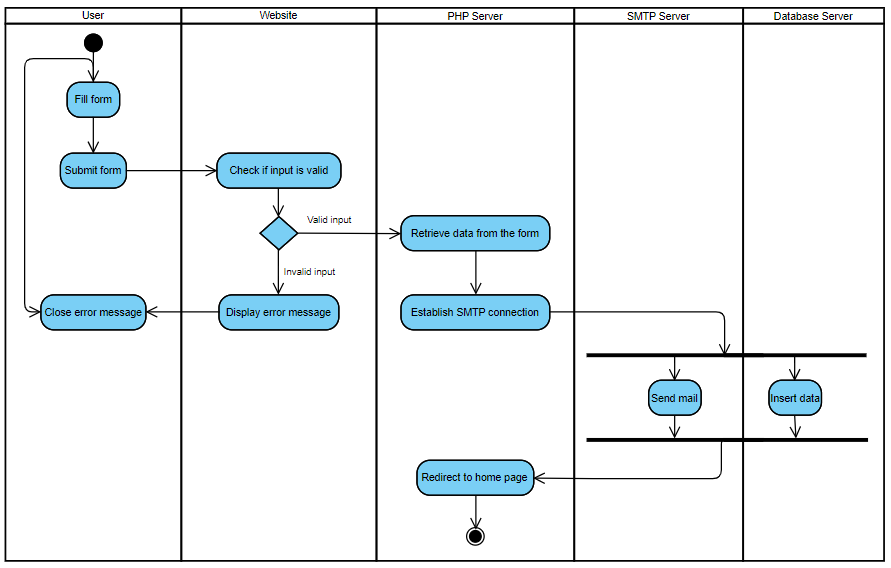 User
Website
PHP Server
SMTP Server
Database Server
Fill form
Submit form
Check if input is valid
Valid input
Retrieve data from the form
Invalid input
Close error message
Display error message
Establish SMTP connection
Send mail
Insert data
Redirect to home page